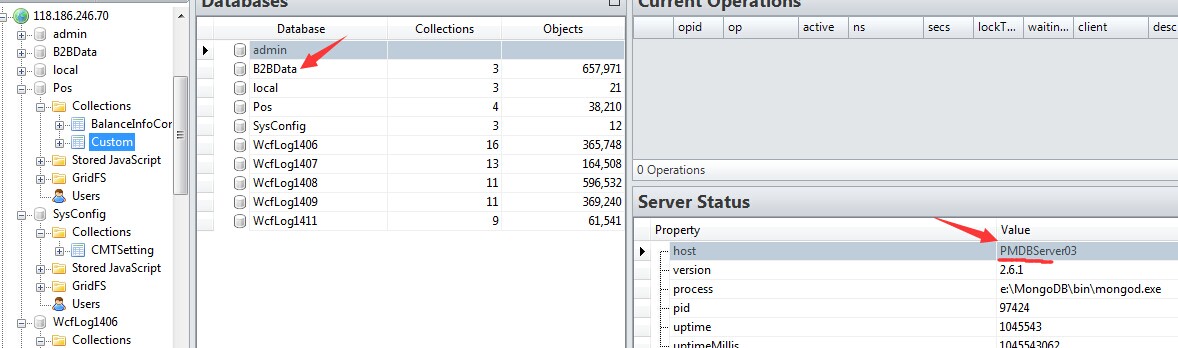 118.186.246.70
admin
B2BData
local
Pos
Collections
BalanceInfoCor
Custom
Stored JavaScript
GridFS
Users
SysConfig
Collections
CMTSetting
Stored JavaScript
GridFS
Users
WcfLog1406
Collections
Databases
Database Collections Objects
admin
B2BData 3 657,971
local 3 21
Pos 4 38,210
SysConfig 3 12
WcfLog1406 16 365,748
WcfLog1407 13 164,508
WcfLog1408 11 596,532
WcfLog1409 11 369,240
WcfLog1411 9 61,541
Current Operations
opid op active ns secs lockT... waitin... client desc
0 Operations
Server Status
Property Value
host PMDBServer03
version 2.6.1
process e:\MongoDB\bin\mongod.exe
pid 97424
uptime 1045543
uptimeMillis 1045543062